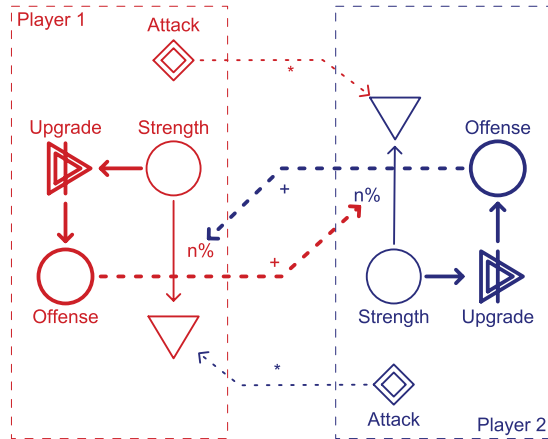 Player 1
Attack
*
Upgrade
Strength
Offense
+
n%
n%
+
Offense
Strength
Upgrade
*
Attack
Player 2